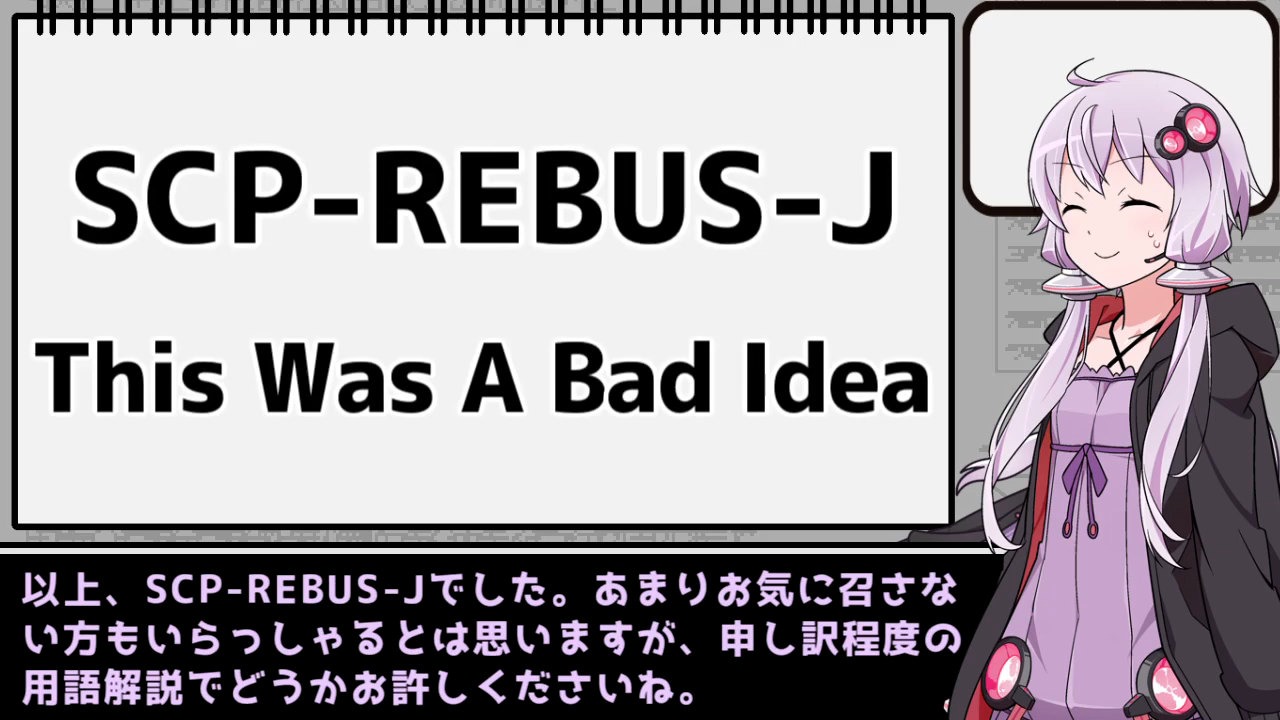 SCP-REBUS-J
This Was A Bad Idea
以上、SCP-REBUS-Jでした。あまりお気に召さな
い方もいらっしゃるとは思いますが、申し訳程度の
用語解説でどうかお許しくださいね。